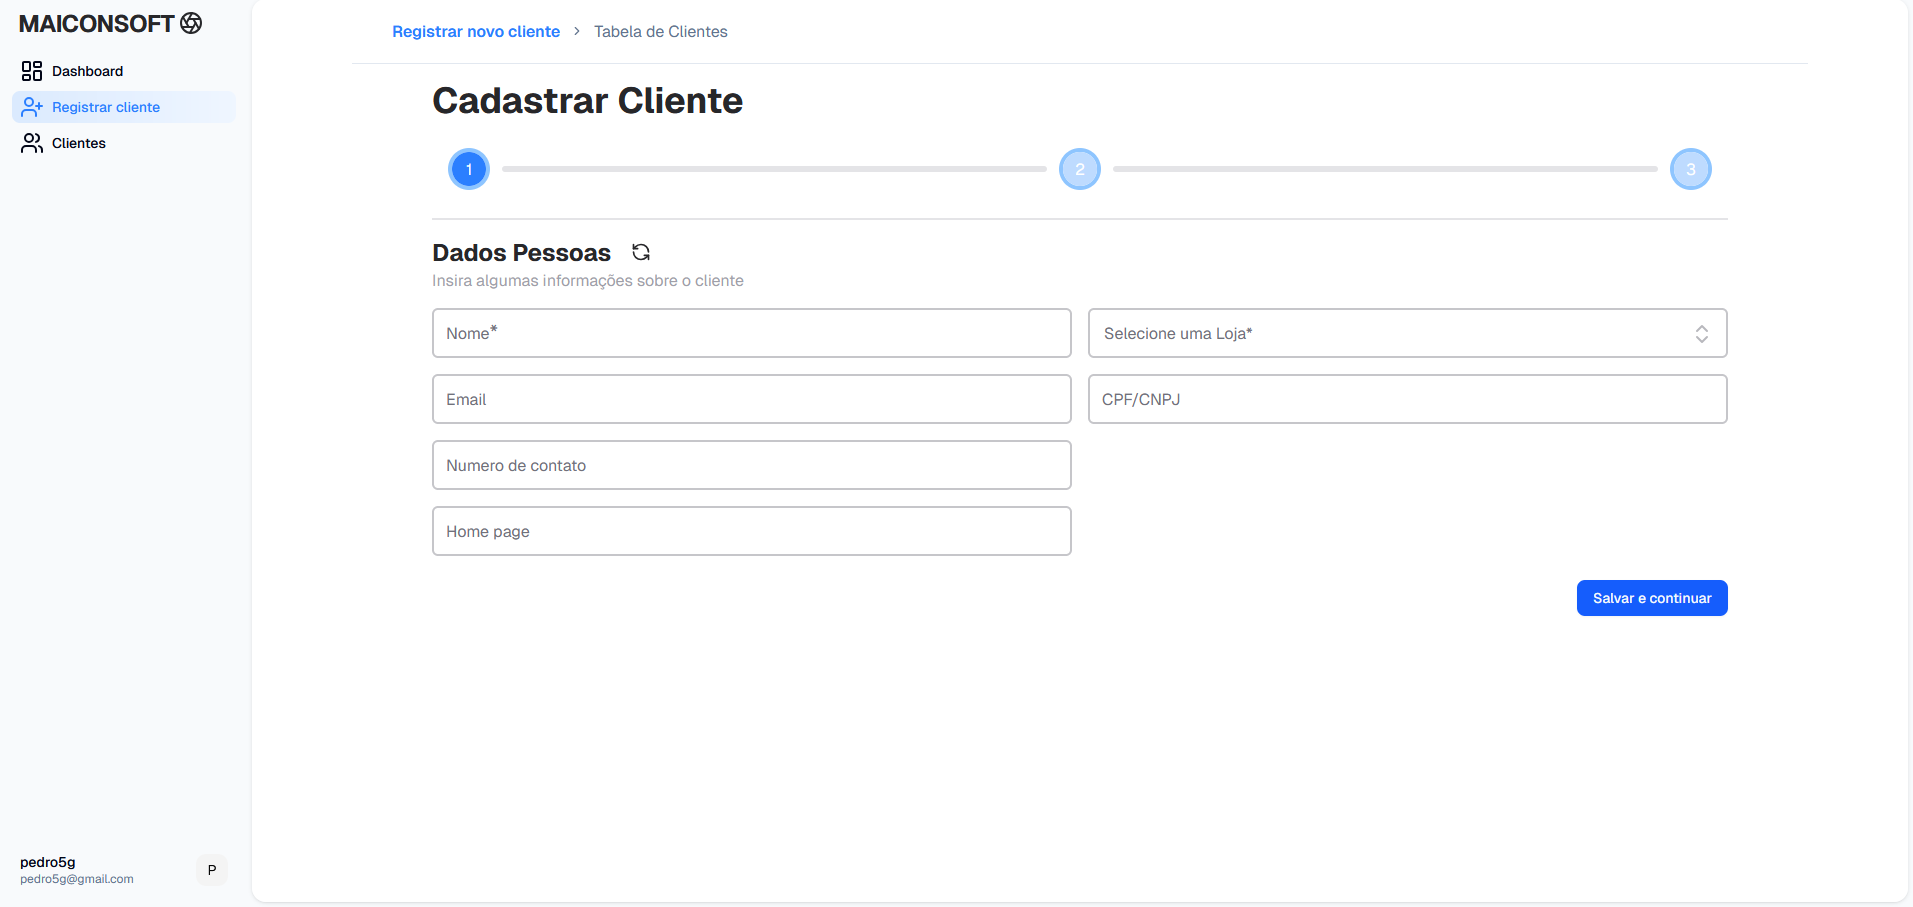 MAICONSOFT
Dashboard
Registrar cliente
Clientes
pedro5g
pedro5g@gmail.com
P
Registrar novo cliente > Tabela de Clientes
Cadastrar Cliente
1 2 3
Dados Pessoas
Insira algumas informações sobre o cliente
Nome* Selecione uma Loja*
Email CPF/CNPJ
Numero de contato
Home page
Salvar e continuar